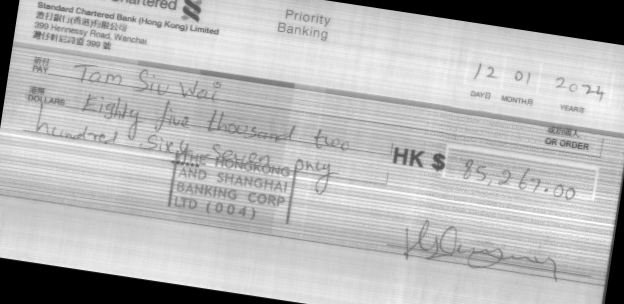 Chartered
Standard Chartered Bank (Hong Kong) Limited
渣打銀行(香港)有限公司
399 Hennessy Road, Wanchai
灣仔軒尼詩道 399 號
Priority
Banking
12 01 2024
DAY日 MONTH月 YEAR年
祈付
PAY Tam Siu Wai
或持票人
OR ORDER
港幣
DOLLARS Eighty five thousand two
hundred Sixy seven only
HK $ 85,267.00
THE HONGKONG
AND SHANGHAI
BANKING CORP
LTD (004)